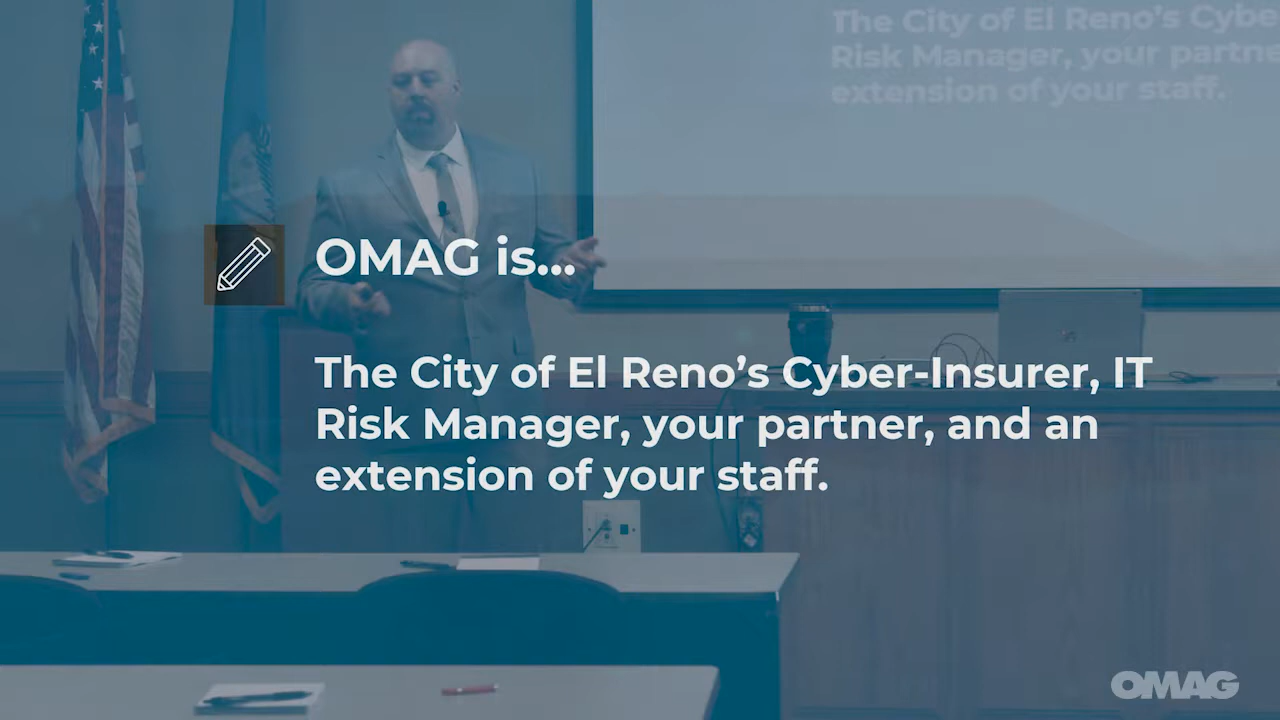 The City of El Reno's Cybe
Risk Manager, your partne
extension of your staff.
OMAG is...
The City of El Reno's Cyber-Insurer, IT
Risk Manager, your partner, and an
extension of your staff.
OMAG